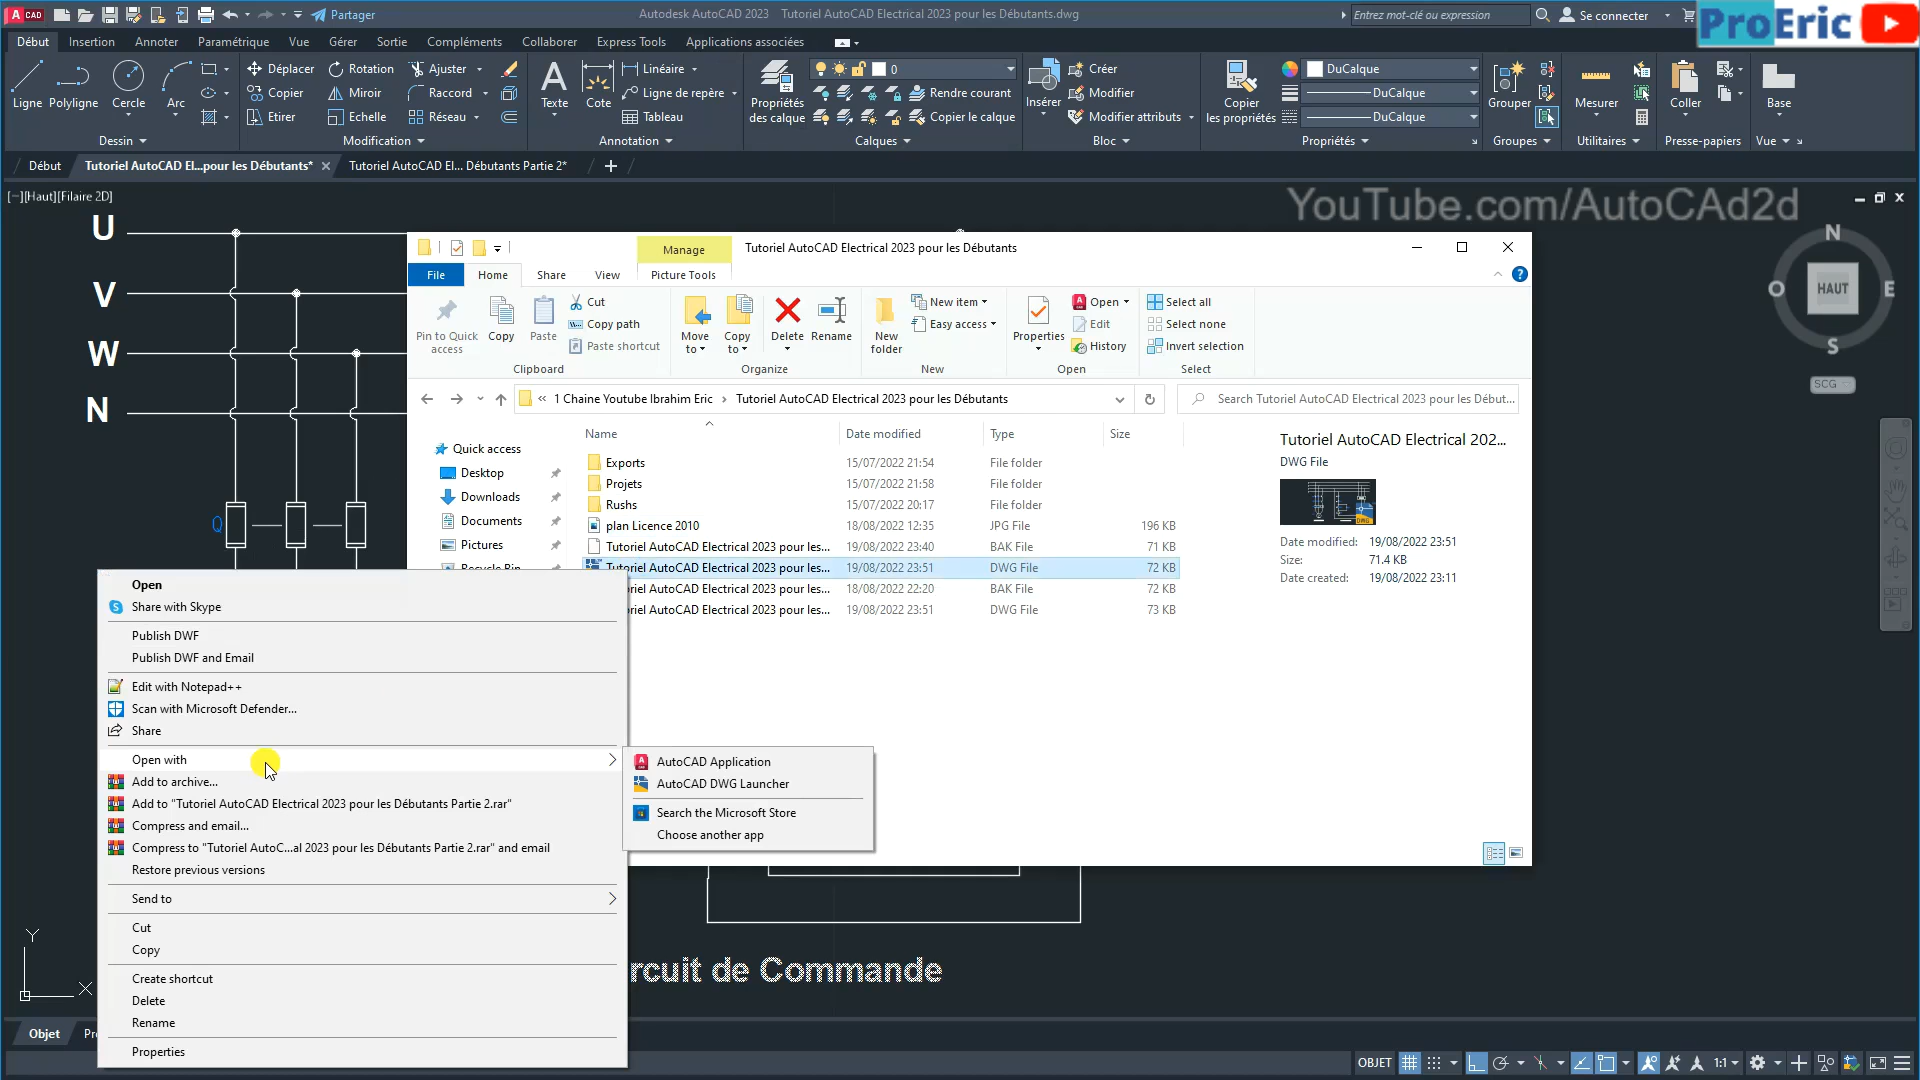 CAD
Partager
Autodesk AutoCAD 2023 Tutoriel AutoCAD Electrical 2023 pour les Débutants.dwg
Entrez mot-clé ou expression
Se connecter
ProEric
Début Insertion Annoter Paramétrique Vue Gérer Sortie Compléments Collaborer Express Tools Applications associées
Ligne Polyligne Cercle Arc
Déplacer Rotation Ajuster
Copier Miroir Raccord
Etirer Echelle Réseau
Texte Cote
Linéaire
Ligne de repère
Tableau
Propriétés des calque
0
Rendre courant
Copier le calque
Insérer
Créer
Modifier
Modifier attributs
Copier les propriétés
DuCalque
DuCalque
DuCalque
Grouper
Mesurer
Coller
Base
Dessin Modification Annotation Calques Bloc Propriétés Groupes Utilitaires Presse-papiers Vue
Début Tutoriel AutoCAD El...pour les Débutants* Tutoriel AutoCAD El... Débutants Partie 2*
[−][Haut][Filaire 2D]
YouTube.com/AutoCAd2d
U
V
W
N
Q
N
O HAUT E
S
SCG
Manage Tutoriel AutoCAD Electrical 2023 pour les Débutants
File Home Share View Picture Tools
Pin to Quick access
Copy
Paste
Cut
Copy path
Paste shortcut
Move to
Copy to
Delete
Rename
New folder
New item
Easy access
Properties
Open
Edit
History
Select all
Select none
Invert selection
Clipboard Organize New Open Select
« 1 Chaine Youtube Ibrahim Eric > Tutoriel AutoCAD Electrical 2023 pour les Débutants
Search Tutoriel AutoCAD Electrical 2023 pour les Début...
Quick access
Desktop
Downloads
Documents
Pictures
Name Date modified Type Size
Exports 15/07/2022 21:54 File folder
Projets 15/07/2022 21:58 File folder
Rushs 15/07/2022 20:17 File folder
plan Licence 2010 18/08/2022 12:35 JPG File 196 KB
Tutoriel AutoCAD Electrical 2023 pour les... 19/08/2022 23:40 BAK File 71 KB
Tutoriel AutoCAD Electrical 2023 pour les... 19/08/2022 23:51 DWG File 72 KB
riel AutoCAD Electrical 2023 pour les... 18/08/2022 22:20 BAK File 72 KB
riel AutoCAD Electrical 2023 pour les... 19/08/2022 23:51 DWG File 73 KB
Tutoriel AutoCAD Electrical 202...
DWG File
DWG
Date modified: 19/08/2022 23:51
Size: 71.4 KB
Date created: 19/08/2022 23:11
Open
Share with Skype
Publish DWF
Publish DWF and Email
Edit with Notepad++
Scan with Microsoft Defender...
Share
Open with
Add to archive...
Add to "Tutoriel AutoCAD Electrical 2023 pour les Débutants Partie 2.rar"
Compress and email...
Compress to "Tutoriel AutoC...al 2023 pour les Débutants Partie 2.rar" and email
Restore previous versions
Send to
Cut
Copy
Create shortcut
Delete
Rename
Properties
AutoCAD Application
AutoCAD DWG Launcher
Search the Microsoft Store
Choose another app
rcuit de Commande
Y
X
Objet
OBJET
1:1